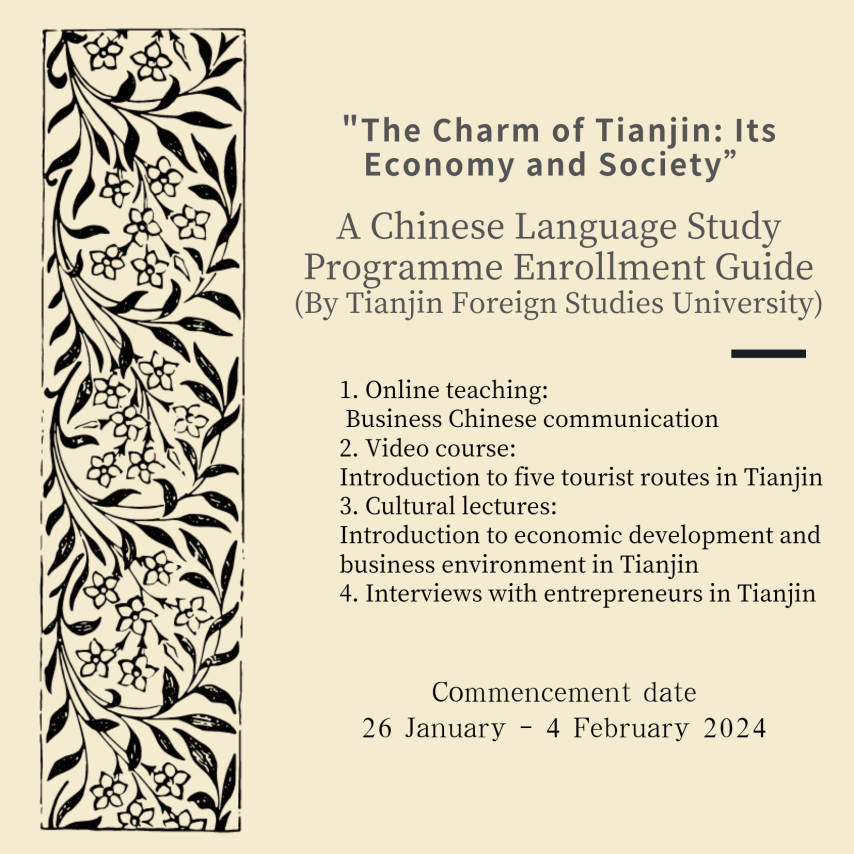 "The Charm of Tianjin: Its
Economy and Society”
A Chinese Language Study
Programme Enrollment Guide
(By Tianjin Foreign Studies University)
1. Online teaching:
Business Chinese communication
2. Video course:
Introduction to five tourist routes in Tianjin
3. Cultural lectures:
Introduction to economic development and
business environment in Tianjin
4. Interviews with entrepreneurs in Tianjin
Commencement date
26 January - 4 February 2024